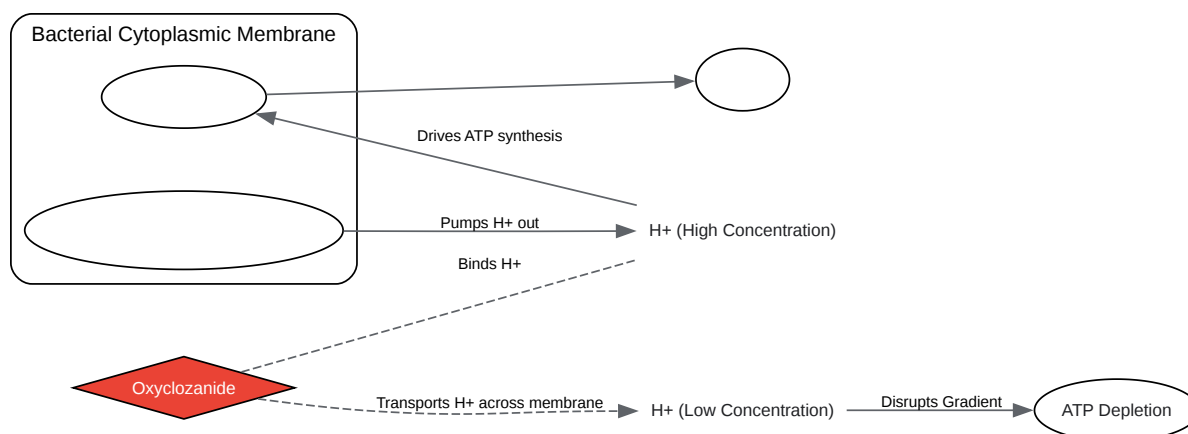 Bacterial Cytoplasmic Membrane
Drives ATP synthesis
Pumps H+ out
H+ (High Concentration)
Binds H+
Oxyclozanide
Transports H+ across membrane
H+ (Low Concentration)
Disrupts Gradient
ATP Depletion